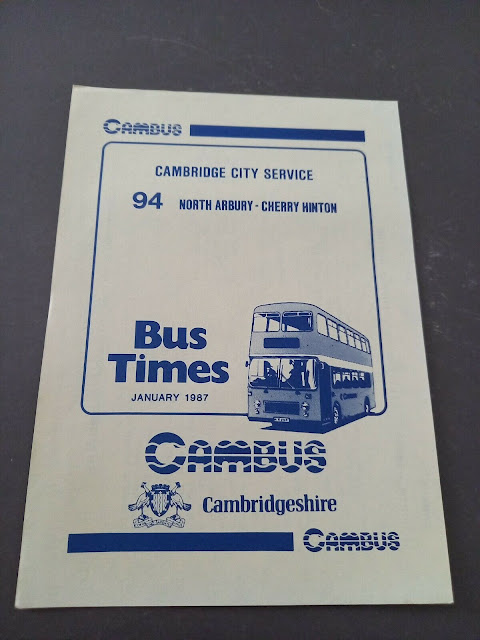 CAMBUS
CAMBRIDGE CITY SERVICE
94 NORTH ARBURY - CHERRY HINTON
Bus
Times
JANUARY 1987
CAMBUS
Cambridgeshire
CAMBUS